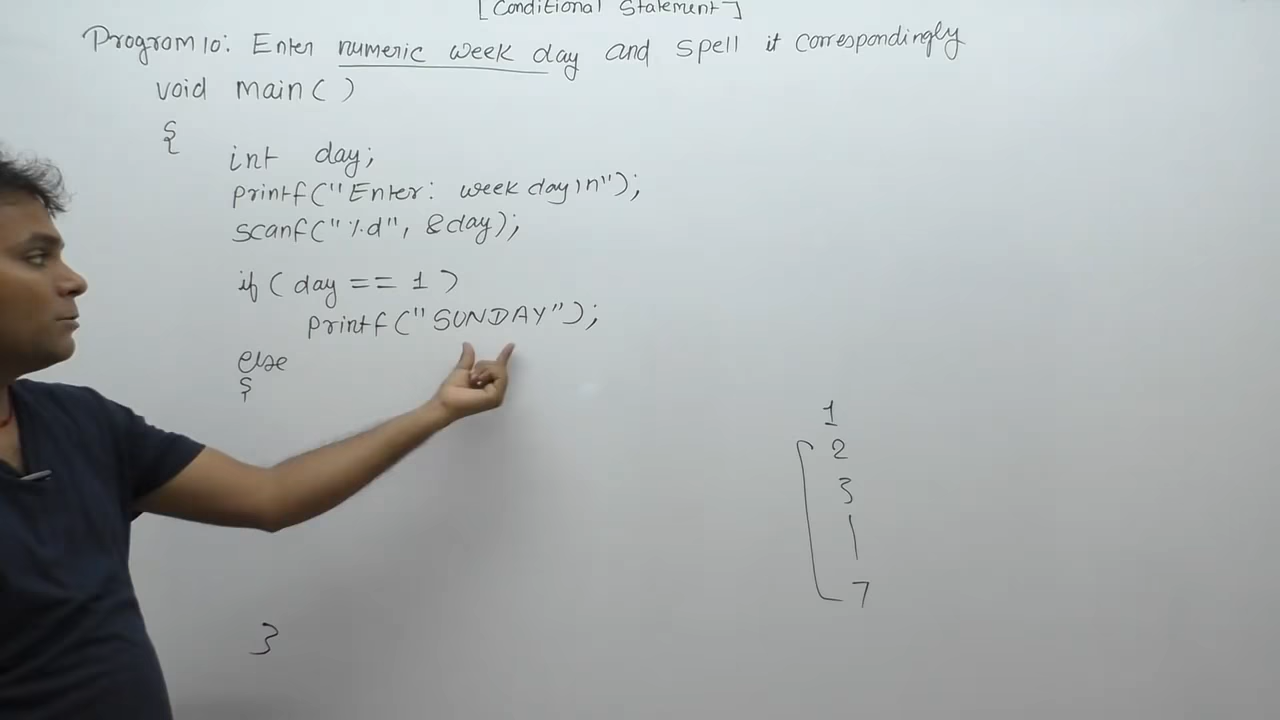 [Conditional Statement]
Program 10: Enter numeric week day and spell it correspondingly
void main( )
{
int day;
printf("Enter: week day\n");
scanf("%d", &day);
if ( day == 1 )
printf("SUNDAY");
else
{
1
2
3
|
7
}